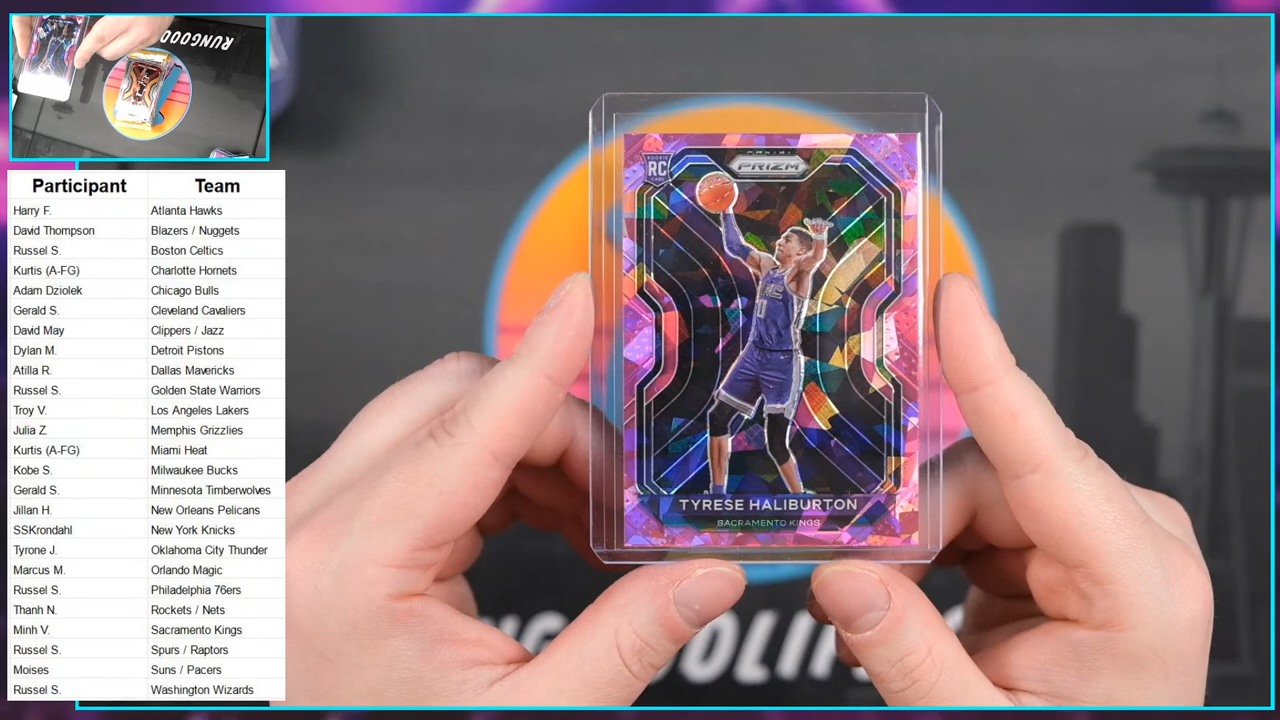 RUNGOOO
Participant Team
Harry F. Atlanta Hawks
David Thompson Blazers / Nuggets
Russel S. Boston Celtics
Kurtis (A-FG) Charlotte Hornets
Adam Dziolek Chicago Bulls
Gerald S. Cleveland Cavaliers
David May Clippers / Jazz
Dylan M. Detroit Pistons
Atilla R. Dallas Mavericks
Russel S. Golden State Warriors
Troy V. Los Angeles Lakers
Julia Z Memphis Grizzlies
Kurtis (A-FG) Miami Heat
Kobe S. Milwaukee Bucks
Gerald S. Minnesota Timberwolves
Jillan H. New Orleans Pelicans
SSKrondahl New York Knicks
Tyrone J. Oklahoma City Thunder
Marcus M. Orlando Magic
Russel S. Philadelphia 76ers
Thanh N. Rockets / Nets
Minh V. Sacramento Kings
Russel S. Spurs / Raptors
Moises Suns / Pacers
Russel S. Washington Wizards
ROOKIE
RC
PANINI
PRIZM
TYRESE HALIBURTON
SACRAMENTO KINGS